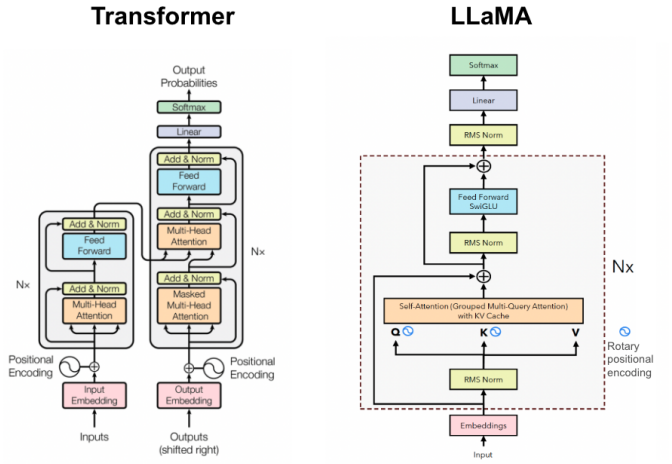 Transformer
Output
Probabilities
Softmax
Linear
Add & Norm
Feed
Forward
Add & Norm
Multi-Head
Attention
Add & Norm
Masked
Multi-Head
Attention
Nx
Positional
Encoding
Output
Embedding
Outputs
(shifted right)
Add & Norm
Feed
Forward
Add & Norm
Multi-Head
Attention
Nx
Positional
Encoding
Input
Embedding
Inputs
LLaMA
Softmax
Linear
RMS Norm
Feed Forward
SwiGLU
RMS Norm
Nx
Self-Attention (Grouped Multi-Query Attention)
with KV Cache
Q
K
V
Rotary
positional
encoding
RMS Norm
Embeddings
Input